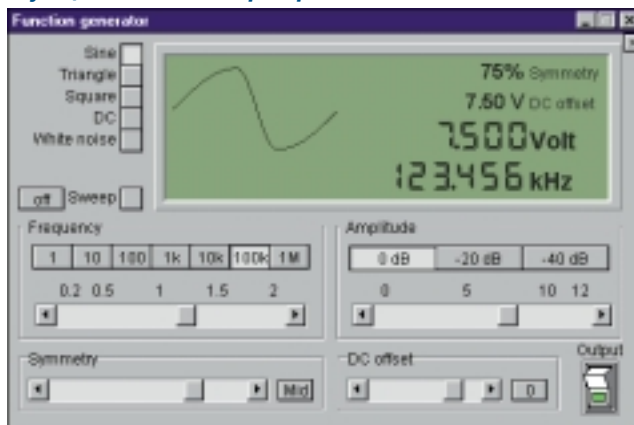 Function generator
Sine
Triangle
Square
DC
White noise
off Sweep
75% Symmetry
7.50 V DC offset
7.500 Volt
123.456 kHz
Frequency
1 10 100 1k 10k 100k 1M
0.2 0.5 1 1.5 2
Amplitude
0 dB -20 dB -40 dB
0 5 10 12
Symmetry
Mid
DC offset
0
Output